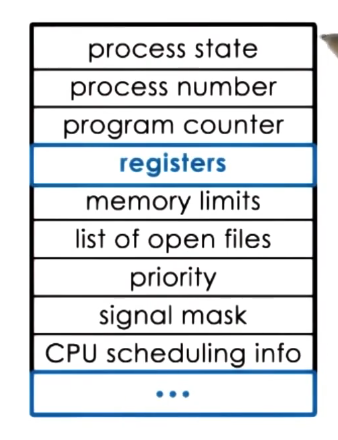 process state
process number
program counter
registers
memory limits
list of open files
priority
signal mask
CPU scheduling info
...